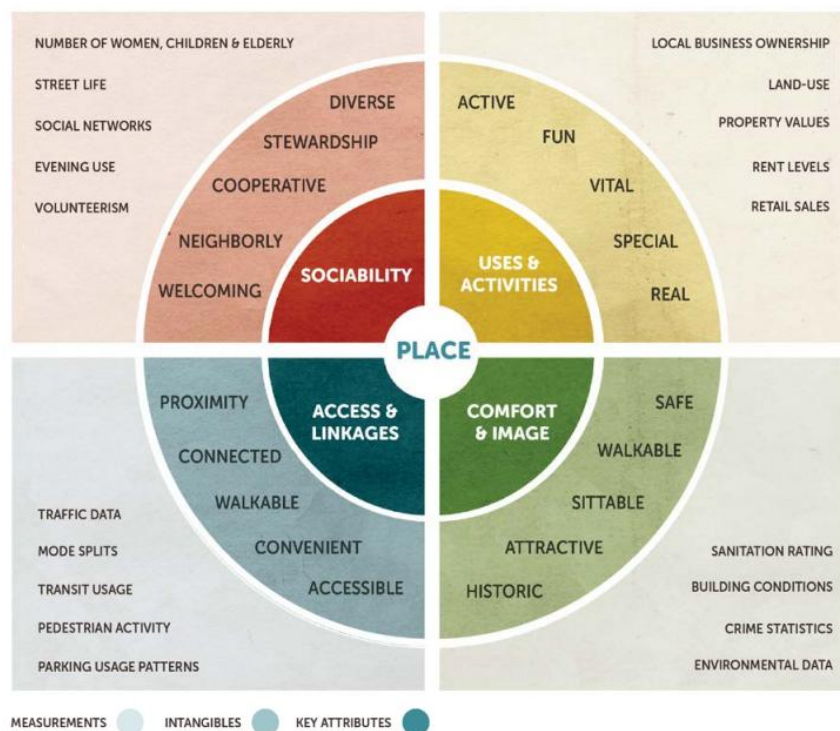 NUMBER OF WOMEN, CHILDREN & ELDERLY
STREET LIFE
SOCIAL NETWORKS
EVENING USE
VOLUNTEERISM
DIVERSE
STEWARDSHIP
COOPERATIVE
NEIGHBORLY
WELCOMING
SOCIABILITY
LOCAL BUSINESS OWNERSHIP
LAND-USE
PROPERTY VALUES
RENT LEVELS
RETAIL SALES
ACTIVE
FUN
VITAL
SPECIAL
REAL
USES &
ACTIVITIES
PLACE
ACCESS &
LINKAGES
PROXIMITY
CONNECTED
WALKABLE
CONVENIENT
ACCESSIBLE
TRAFFIC DATA
MODE SPLITS
TRANSIT USAGE
PEDESTRIAN ACTIVITY
PARKING USAGE PATTERNS
COMFORT
& IMAGE
SAFE
WALKABLE
SITTABLE
ATTRACTIVE
HISTORIC
SANITATION RATING
BUILDING CONDITIONS
CRIME STATISTICS
ENVIRONMENTAL DATA
MEASUREMENTS
INTANGIBLES
KEY ATTRIBUTES